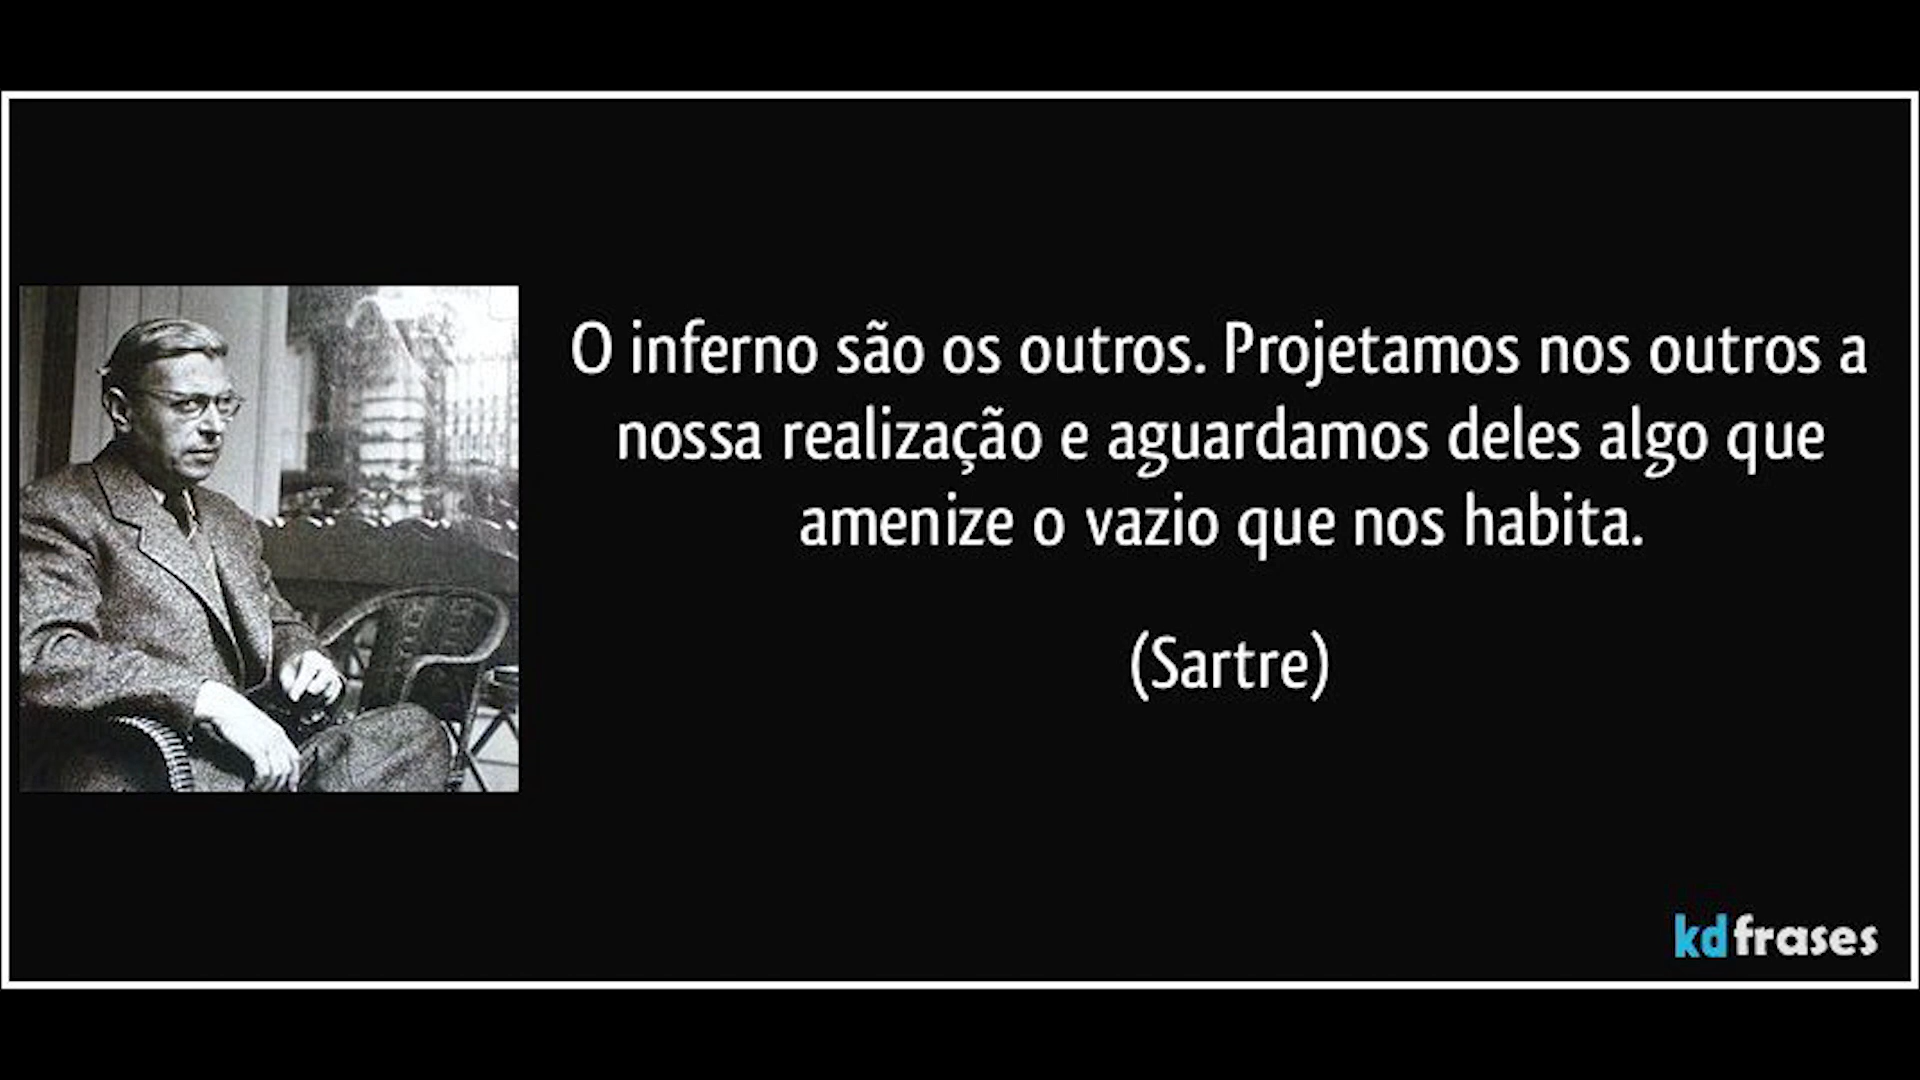 O inferno são os outros. Projetamos nos outros a
nossa realização e aguardamos deles algo que
amenize o vazio que nos habita.
(Sartre)
kdfrases